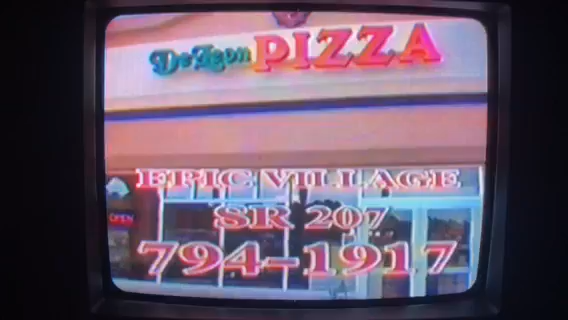 DeLeon PIZZA
OPEN
EPIC VILLAGE
SR 207
794-1917